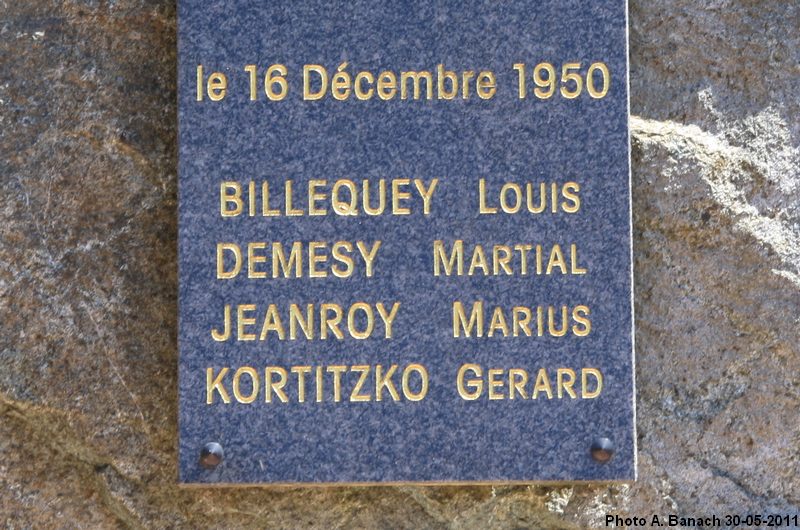 le 16 Décembre 1950
BILLEQUEY LOUIS
DEMESY MARTIAL
JEANROY MARIUS
KORTITZKO GERARD
Photo A. Banach 30-05-2011